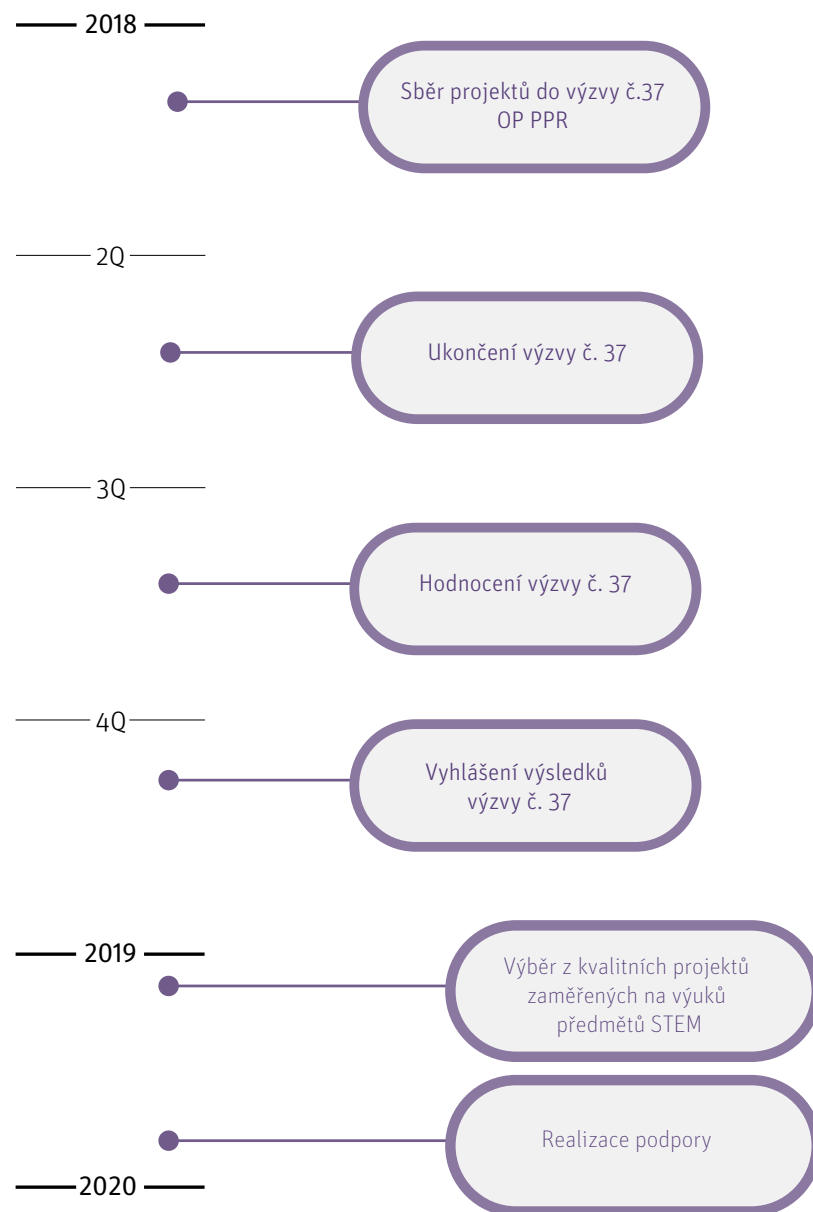 2018
Sběr projektů do výzvy č.37
OP PPR
2Q
Ukončení výzvy č. 37
3Q
Hodnocení výzvy č. 37
4Q
Vyhlášení výsledků
výzvy č. 37
2019
Výběr z kvalitních projektů
zaměřených na výuků
předmětů STEM
Realizace podpory
2020